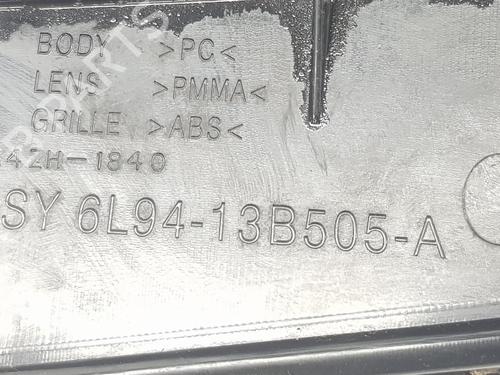 BODY >PC<
LENS >PMMA<
GRILLE >ABS<
42H-1840
SY 6L94-13B505-A